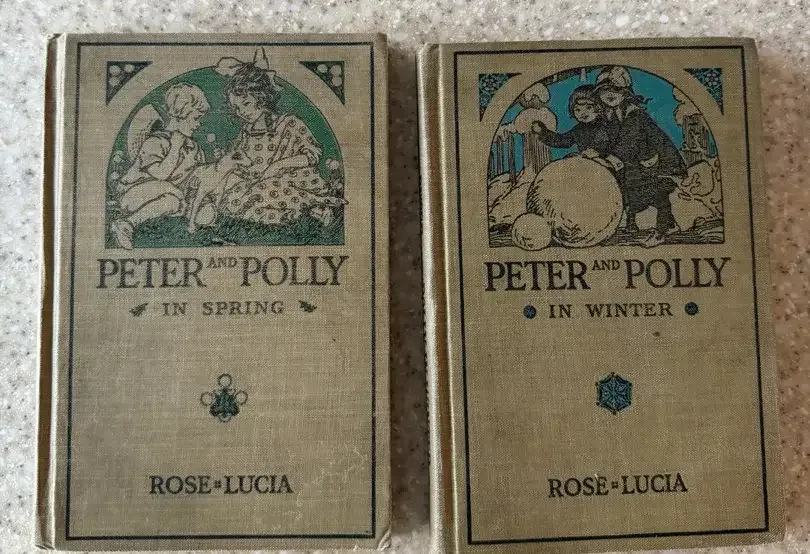 PETER AND POLLY
IN SPRING
ROSE=LUCIA
PETER AND POLLY
IN WINTER
ROSE=LUCIA